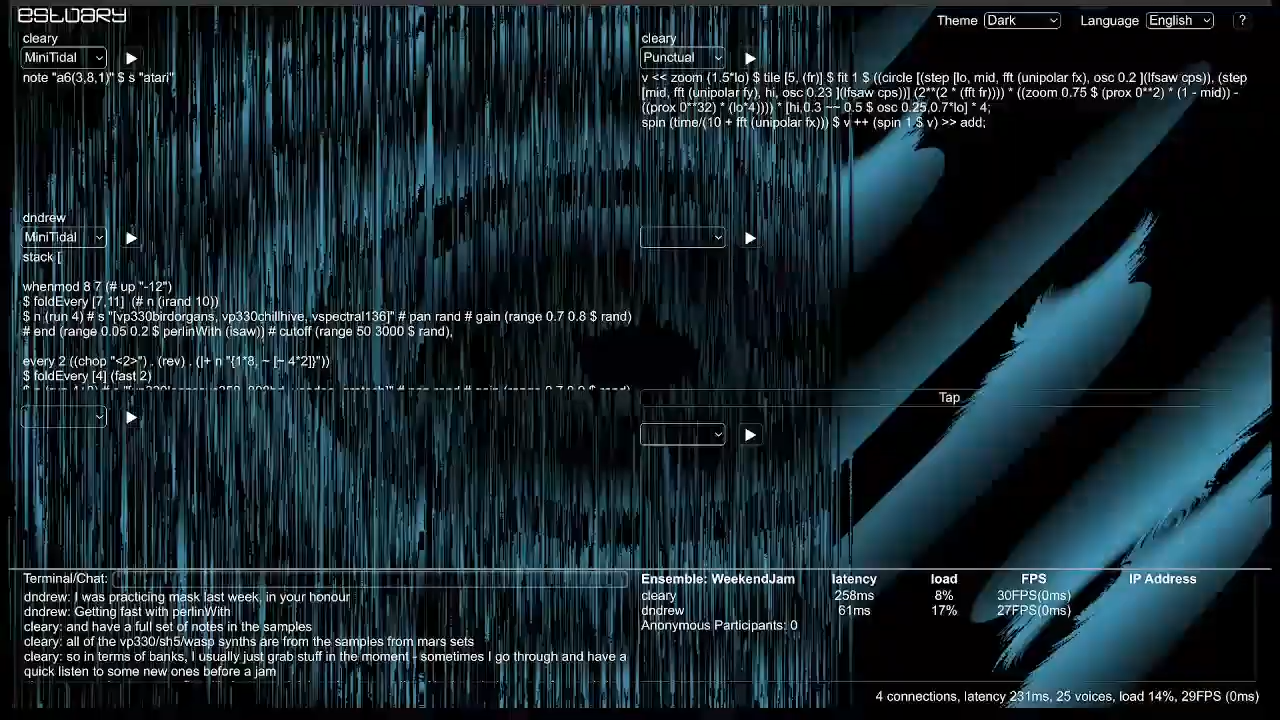 estuary
Theme Dark Language English ?
cleary
MiniTidal
note "a6(3,8,1)" $ s "atari"
cleary
Punctual
v << zoom (1.5*lo) $ tile [5, (fr)] $ fit 1 $ ((circle [(step [lo, mid, fft (unipolar fx), osc 0.2 ](lfsaw cps)), (step
[mid, fft (unipolar fy), hi, osc 0.23 ](lfsaw cps))] (2**(2 * (fft fr)))) * ((zoom 0.75 $ (prox 0**2) * (1 - mid)) -
((prox 0**32) * (lo*4)))) * [hi,0.3 ~~ 0.5 $ osc 0.25,0.7*lo] * 4;
spin (time/(10 + fft (unipolar fx))) $ v ++ (spin 1 $ v) >> add;
dndrew
MiniTidal
stack [
whenmod 8 7 (# up "-12")
$ foldEvery [7,11] (# n (irand 10))
$ n (run 4) # s "[vp330birdorgans, vp330chillhive, vspectral136]" # pan rand # gain (range 0.7 0.8 $ rand)
# end (range 0.05 0.2 $ perlinWith (isaw)) # cutoff (range 50 3000 $ rand),
every 2 ((chop "<2>") . (rev) . (|+ n "{1*8, ~ [~ 4*2]}"))
$ foldEvery [4] (fast 2)
Tap
Terminal/Chat:
dndrew: I was practicing mask last week, in your honour
dndrew: Getting fast with perlinWith
cleary: and have a full set of notes in the samples
cleary: all of the vp330/sh5/wasp synths are from the samples from mars sets
cleary: so in terms of banks, I usually just grab stuff in the moment - sometimes I go through and have a
quick listen to some new ones before a jam
Ensemble: WeekendJam latency load FPS IP Address
cleary 258ms 8% 30FPS(0ms)
dndrew 61ms 17% 27FPS(0ms)
Anonymous Participants: 0
4 connections, latency 231ms, 25 voices, load 14%, 29FPS (0ms)